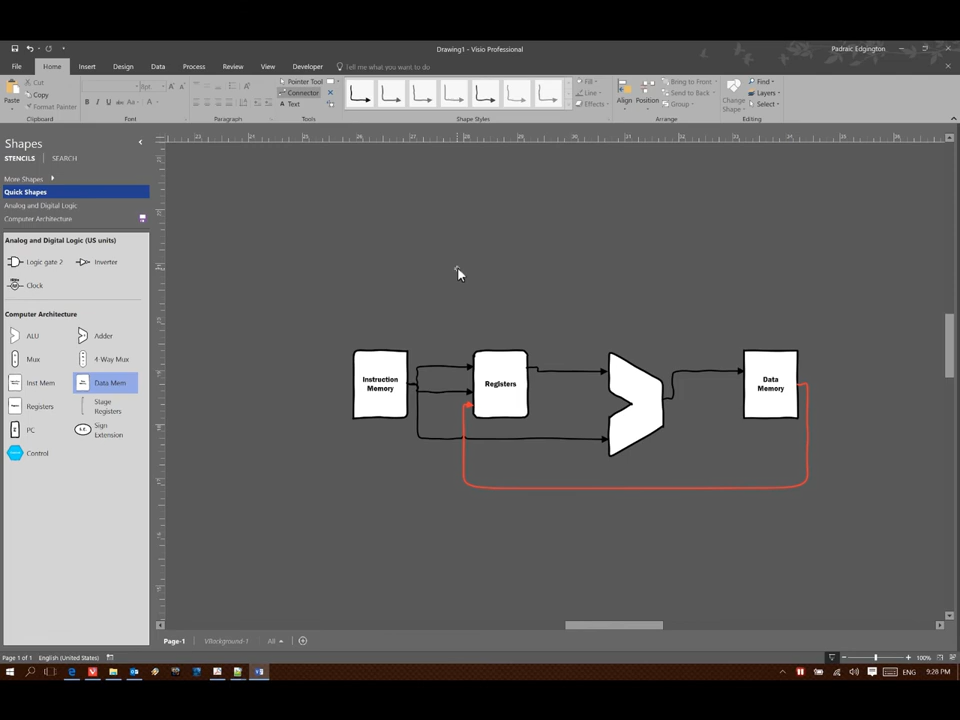 Drawing1 - Visio Professional
Padraic Edgington
File Home Insert Design Data Process Review View Developer Tell me what you want to do
Cut
Copy
Format Painter
Paste
Clipboard
8pt.
B I U abc Aa
Font
Paragraph
Pointer Tool
Connector
Text
Tools
Fill
Line
Effects
Shape Styles
Align Position
Bring to Front
Send to Back
Group
Arrange
Change
Shape
Find
Layers
Select
Editing
Shapes
STENCILS SEARCH
More Shapes
Quick Shapes
Analog and Digital Logic
Computer Architecture
Analog and Digital Logic (US units)
Logic gate 2 Inverter
Clock
Computer Architecture
ALU Adder
Mux 4-Way Mux
Inst Mem Data Mem
Registers Stage
Registers
PC Sign
Extension
S.E.
Control
Instruction
Memory
Registers
Data
Memory
Page-1 VBackground-1 All
Page 1 of 1 English (United States)
100%
ENG 9:28 PM